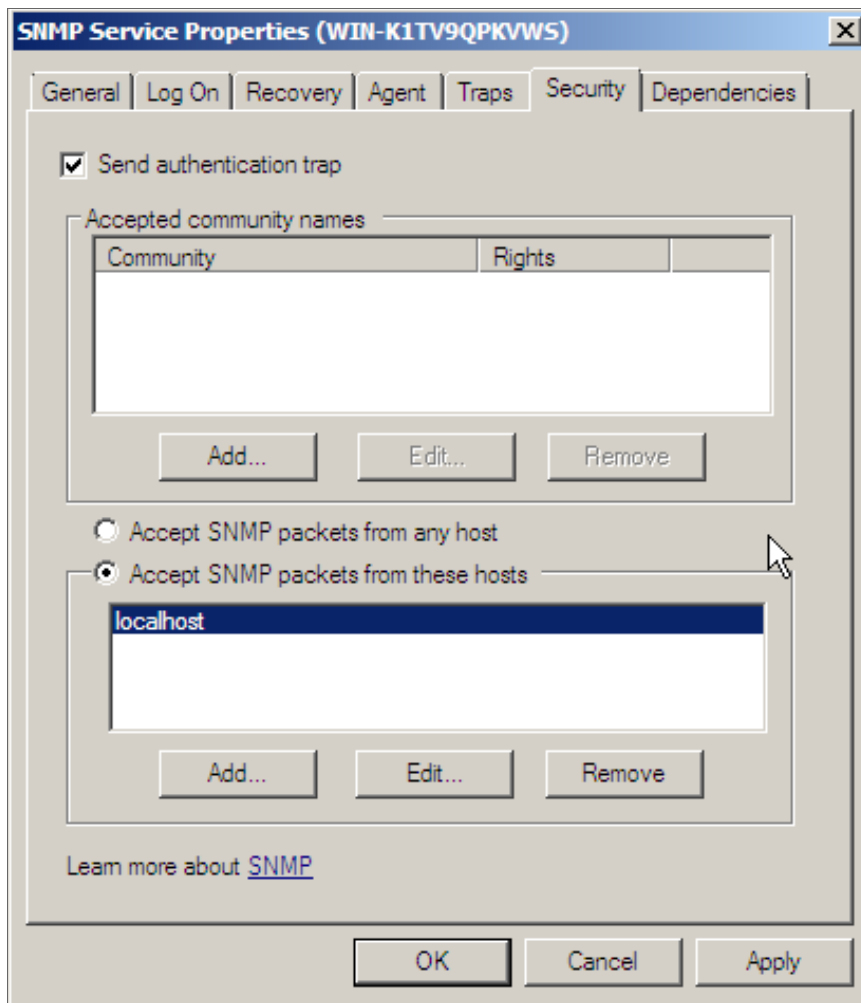 SNMP Service Properties (WIN-K1TV9QPKVWS)
General Log On Recovery Agent Traps Security Dependencies
Send authentication trap
Accepted community names
Community Rights
Add... Edit... Remove
Accept SNMP packets from any host
Accept SNMP packets from these hosts
localhost
Add... Edit... Remove
Learn more about SNMP
OK Cancel Apply